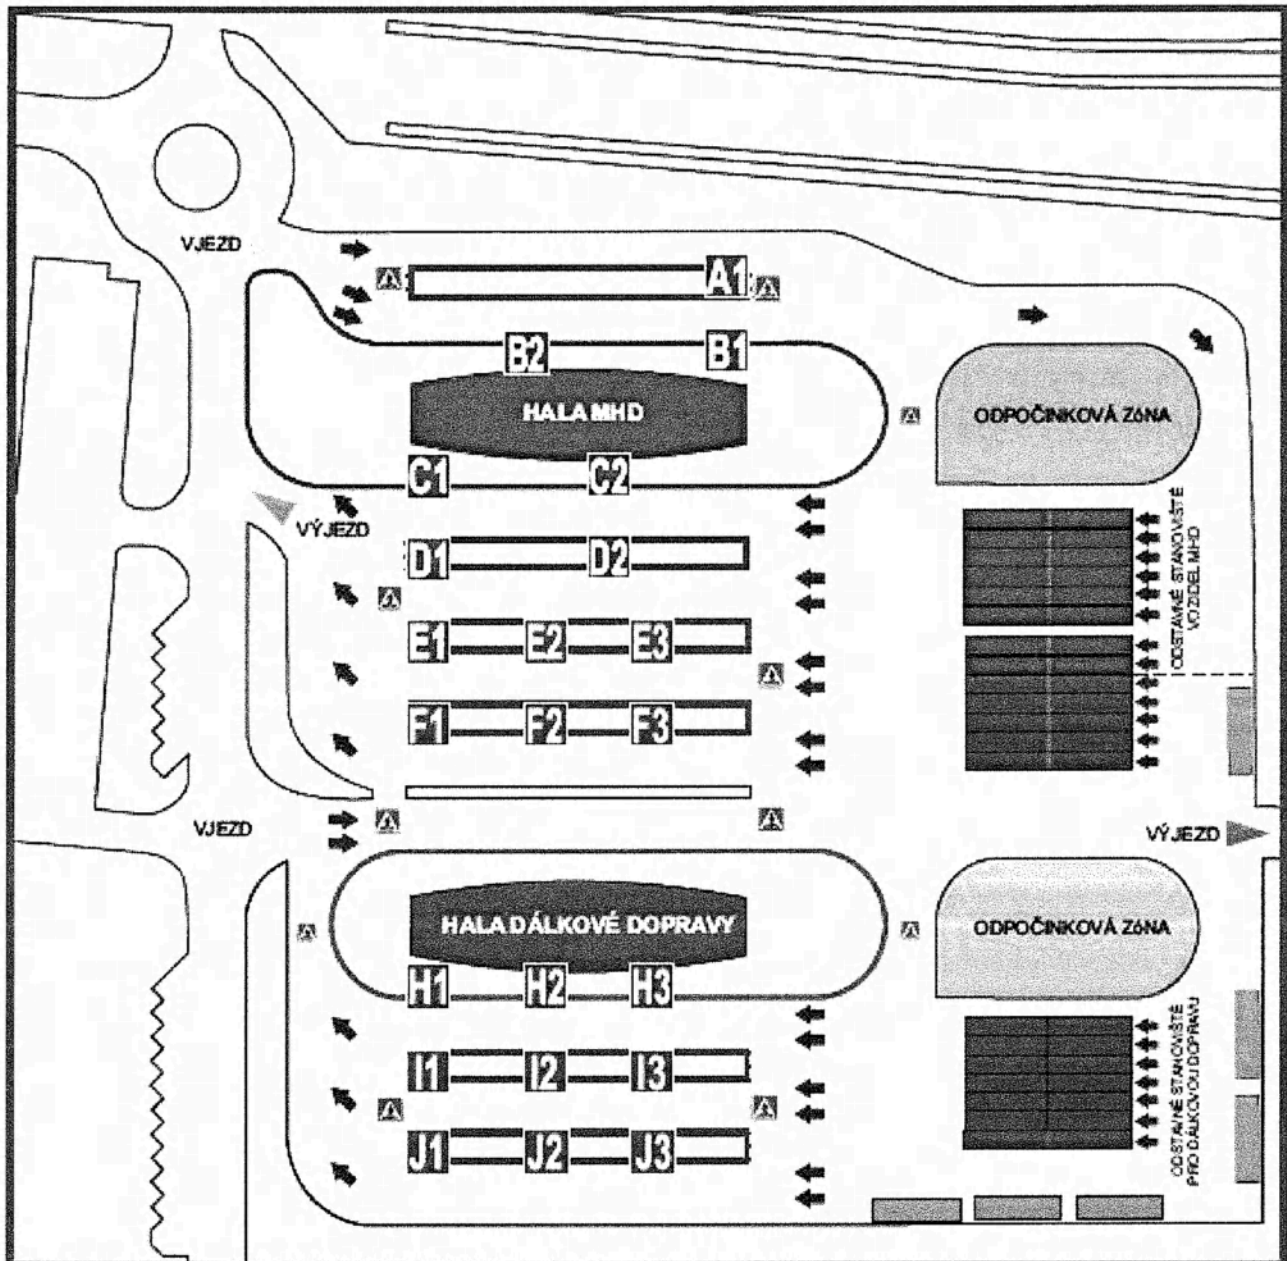 VJEZD
A1
B2
B1
HALA MHD
ODPOČINKOVÁ ZóNA
C1
C2
VÝJEZD
ODSTAVNÉ STANOVIŠTĚ
VOZIDEL MHD
D1
D2
E1
E2
E3
F1
F2
F3
VJEZD
VÝJEZD
HALA DÁLKOVÉ DOPRAVY
ODPOČINKOVÁ ZóNA
H1
H2
H3
ODSTAVNÉ STANOVIŠTĚ
PRO DÁLKOVOU DOPRAVU
I1
I2
I3
J1
J2
J3